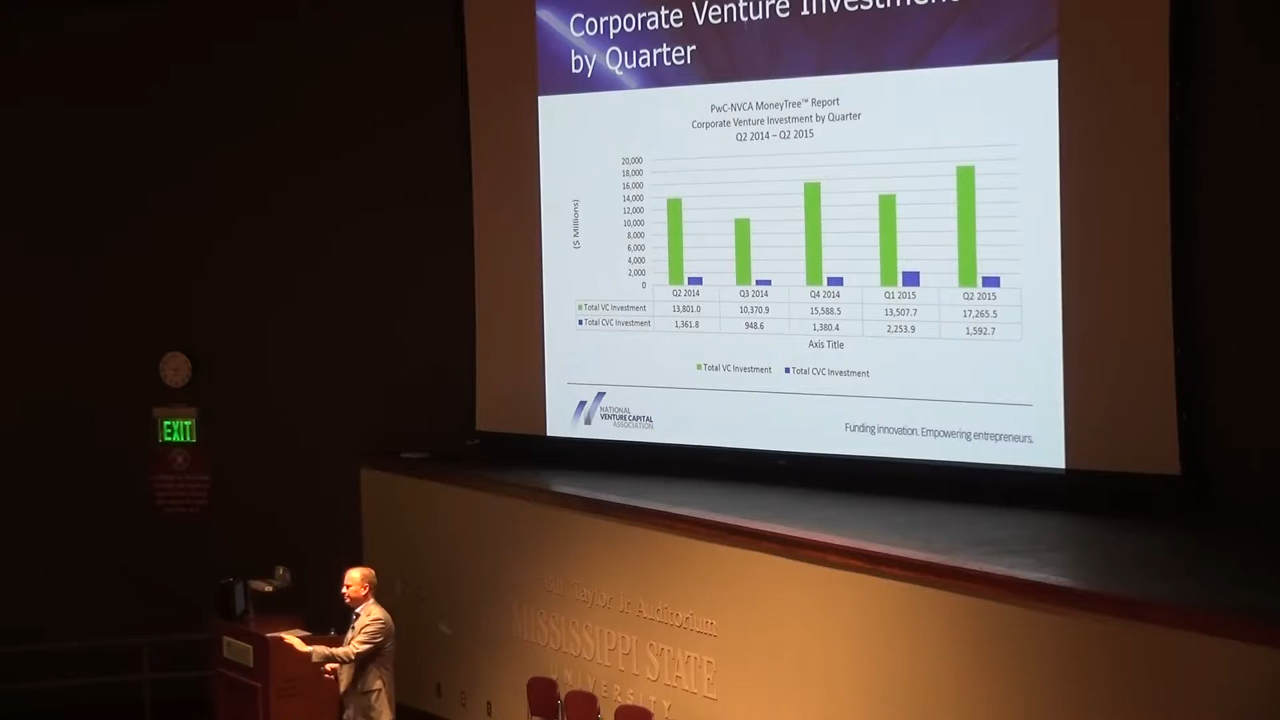 Corporate Venture Investment
by Quarter
PwC-NVCA MoneyTree™ Report
Corporate Venture Investment by Quarter
Q2 2014 – Q2 2015
($ Millions)
20,000
18,000
16,000
14,000
12,000
10,000
8,000
6,000
4,000
2,000
0
Q2 2014 Q3 2014 Q4 2014 Q1 2015 Q2 2015
Total VC Investment 13,801.0 10,370.9 15,588.5 13,507.7 17,265.5
Total CVC Investment 1,361.8 948.6 1,380.4 2,253.9 1,592.7
Axis Title
Total VC Investment Total CVC Investment
NATIONAL
VENTURE CAPITAL
ASSOCIATION
Funding innovation. Empowering entrepreneurs.
EXIT
Taylor Jr Auditorium
MISSISSIPPI STATE
UNIVERSITY